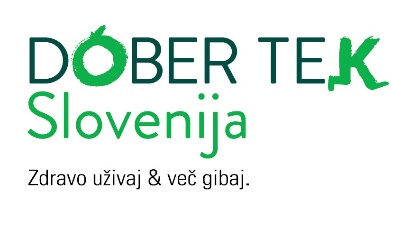 DOBER TEK
Slovenija
Zdravo uživaj & več gibaj.